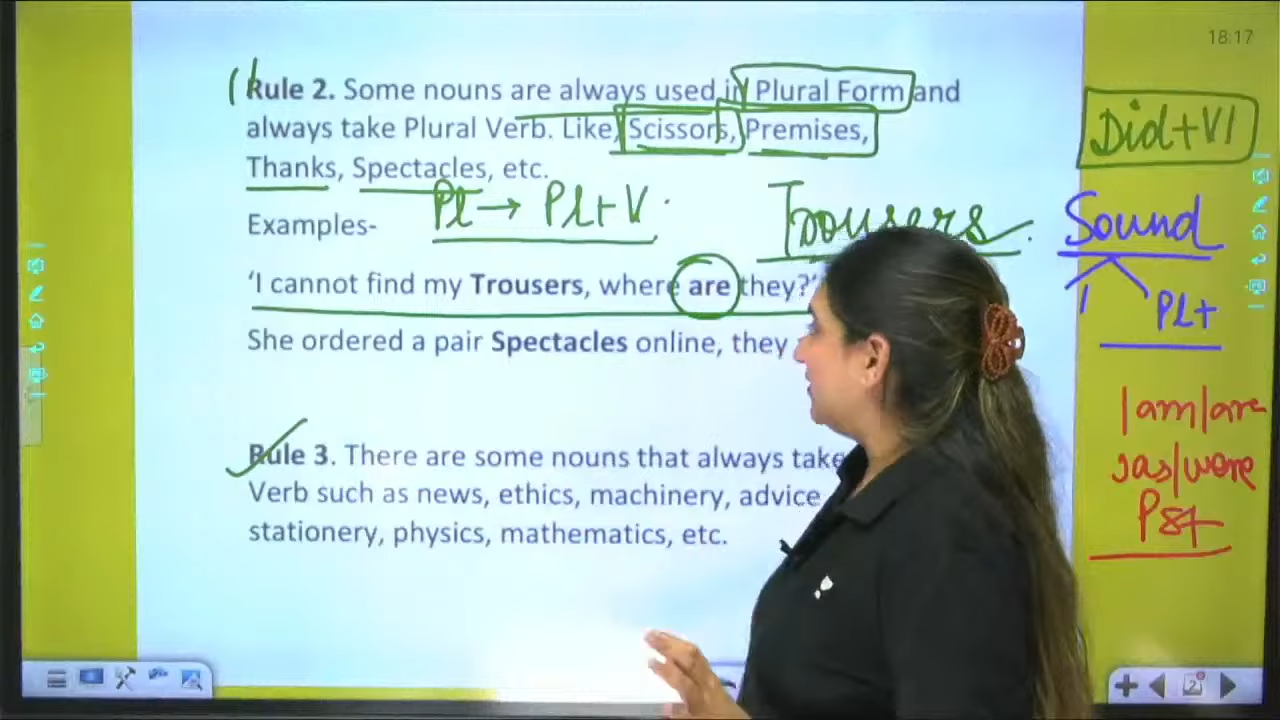 18:17
Rule 2. Some nouns are always used in Plural Form and
always take Plural Verb. Like, Scissors, Premises,
Thanks, Spectacles, etc.
Pl → Pl+V.
Trousers.
Examples-
'I cannot find my Trousers, where are they?'
She ordered a pair Spectacles online, they
Rule 3. There are some nouns that always take
Verb such as news, ethics, machinery, advice
stationery, physics, mathematics, etc.
Did+V1
Sound
Pl+
am/are
/were
2